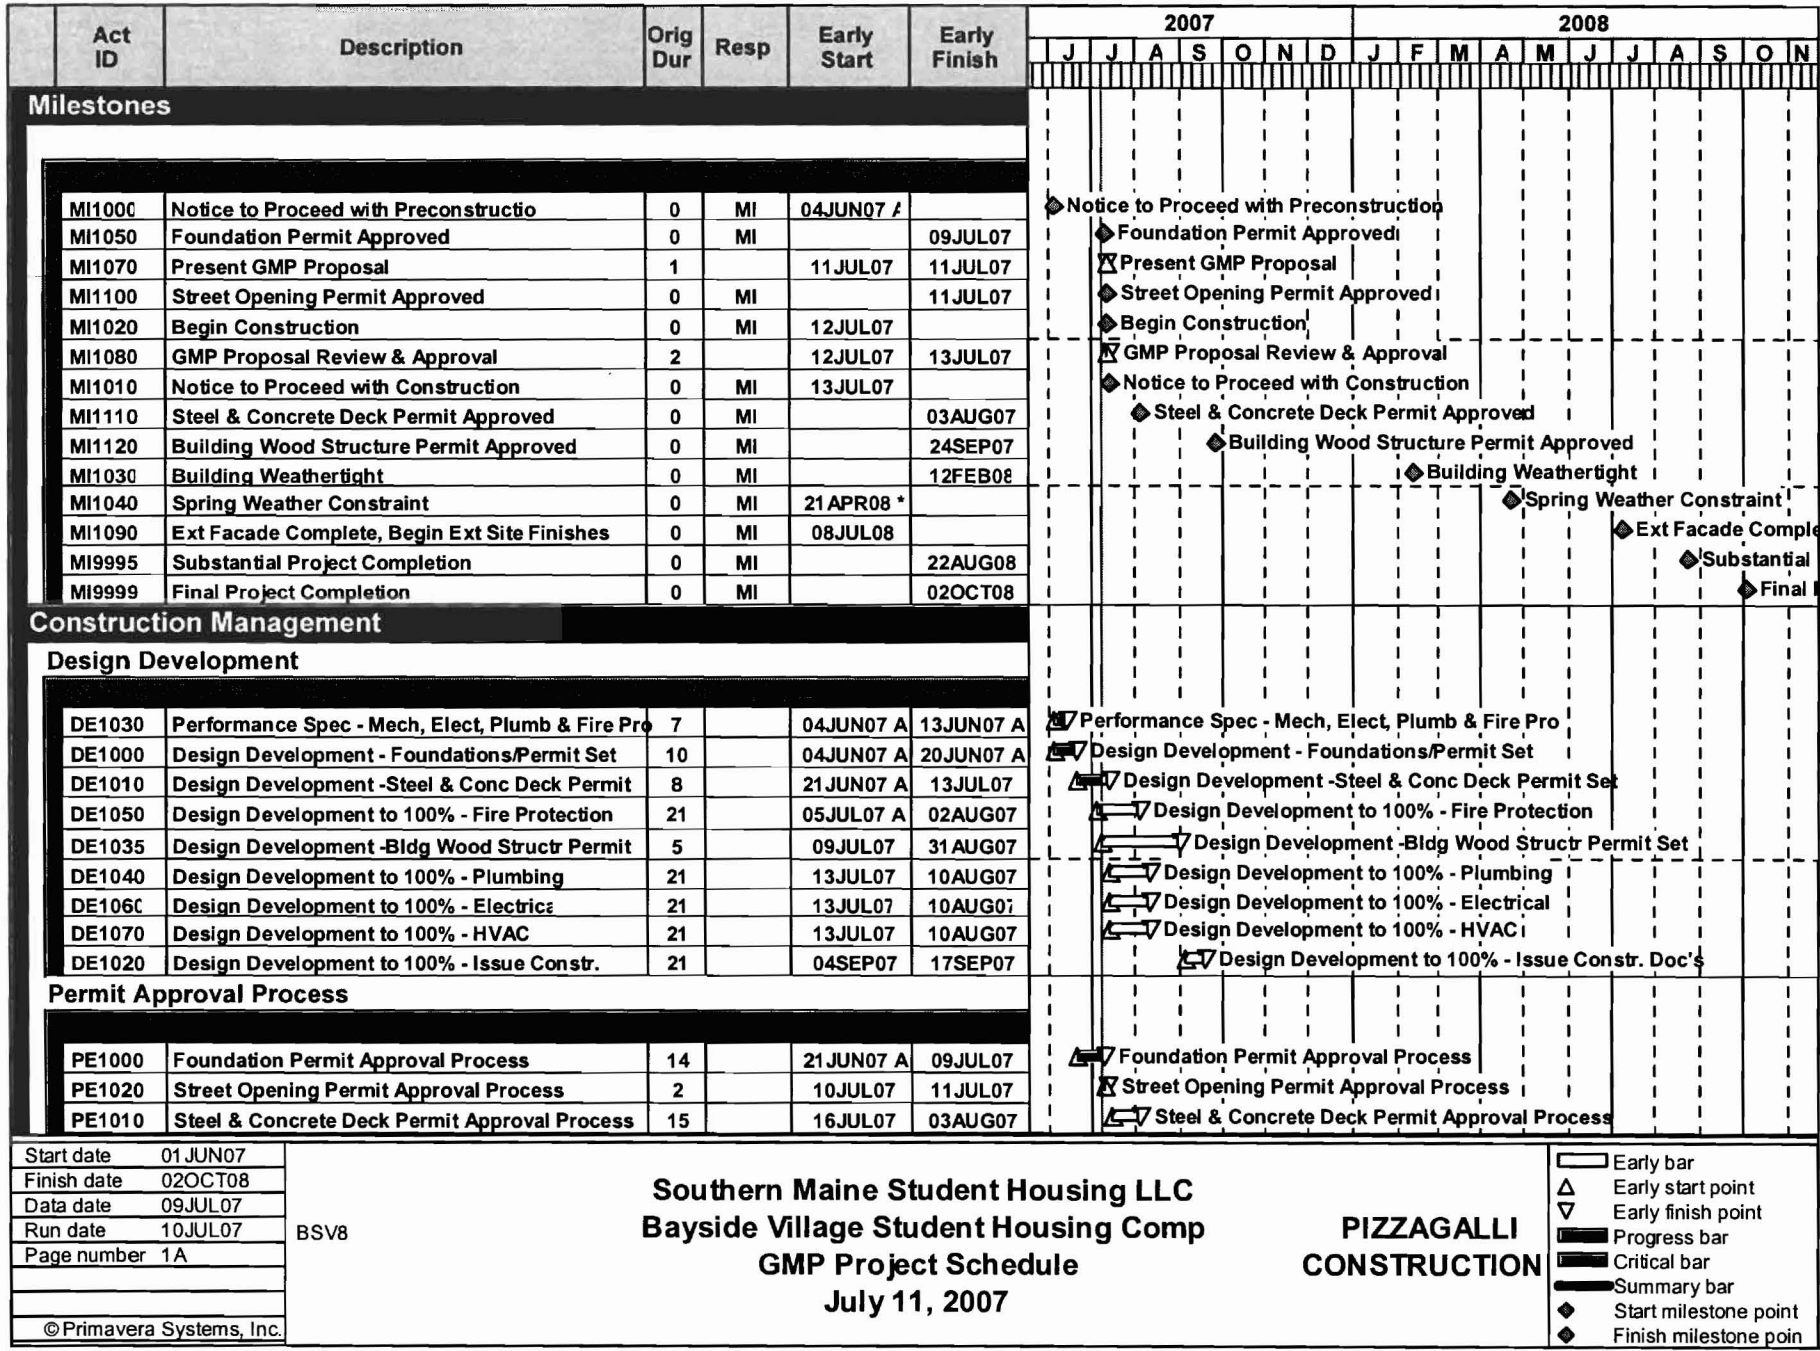 Act ID Description Orig Dur Resp Early Start Early Finish
2007 2008
J J A S O N D J F M A M J J A S O N
Milestones
MI1000 Notice to Proceed with Preconstructio 0 MI 04JUN07 A Notice to Proceed with Preconstruction
MI1050 Foundation Permit Approved 0 MI 09JUL07 Foundation Permit Approved
MI1070 Present GMP Proposal 1 11JUL07 11JUL07 Present GMP Proposal
MI1100 Street Opening Permit Approved 0 MI 11JUL07 Street Opening Permit Approved
MI1020 Begin Construction 0 MI 12JUL07 Begin Construction
MI1080 GMP Proposal Review & Approval 2 12JUL07 13JUL07 GMP Proposal Review & Approval
MI1010 Notice to Proceed with Construction 0 MI 13JUL07 Notice to Proceed with Construction
MI1110 Steel & Concrete Deck Permit Approved 0 MI 03AUG07 Steel & Concrete Deck Permit Approved
MI1120 Building Wood Structure Permit Approved 0 MI 24SEP07 Building Wood Structure Permit Approved
MI1030 Building Weathertight 0 MI 12FEB08 Building Weathertight
MI1040 Spring Weather Constraint 0 MI 21APR08 * Spring Weather Constraint
MI1090 Ext Facade Complete, Begin Ext Site Finishes 0 MI 08JUL08 Ext Facade Comple
MI9995 Substantial Project Completion 0 MI 22AUG08 Substantial
MI9999 Final Project Completion 0 MI 02OCT08 Final
Construction Management
Design Development
DE1030 Performance Spec - Mech, Elect, Plumb & Fire Pro 7 04JUN07 A 13JUN07 A Performance Spec - Mech, Elect, Plumb & Fire Pro
DE1000 Design Development - Foundations/Permit Set 10 04JUN07 A 20JUN07 A Design Development - Foundations/Permit Set
DE1010 Design Development -Steel & Conc Deck Permit 8 21JUN07 A 13JUL07 Design Development -Steel & Conc Deck Permit Set
DE1050 Design Development to 100% - Fire Protection 21 05JUL07 A 02AUG07 Design Development to 100% - Fire Protection
DE1035 Design Development -Bldg Wood Structr Permit 5 09JUL07 31AUG07 Design Development -Bldg Wood Structr Permit Set
DE1040 Design Development to 100% - Plumbing 21 13JUL07 10AUG07 Design Development to 100% - Plumbing
DE1060 Design Development to 100% - Electrica 21 13JUL07 10AUG07 Design Development to 100% - Electrical
DE1070 Design Development to 100% - HVAC 21 13JUL07 10AUG07 Design Development to 100% - HVAC
DE1020 Design Development to 100% - Issue Constr. 21 04SEP07 17SEP07 Design Development to 100% - Issue Constr. Doc's
Permit Approval Process
PE1000 Foundation Permit Approval Process 14 21JUN07 A 09JUL07 Foundation Permit Approval Process
PE1020 Street Opening Permit Approval Process 2 10JUL07 11JUL07 Street Opening Permit Approval Process
PE1010 Steel & Concrete Deck Permit Approval Process 15 16JUL07 03AUG07 Steel & Concrete Deck Permit Approval Process
Start date 01JUN07
Finish date 02OCT08
Data date 09JUL07
Run date 10JUL07
Page number 1A
© Primavera Systems, Inc.
BSV8
Southern Maine Student Housing LLC
Bayside Village Student Housing Comp
GMP Project Schedule
July 11, 2007
PIZZAGALLI
CONSTRUCTION
Early bar
Early start point
Early finish point
Progress bar
Critical bar
Summary bar
Start milestone point
Finish milestone poin